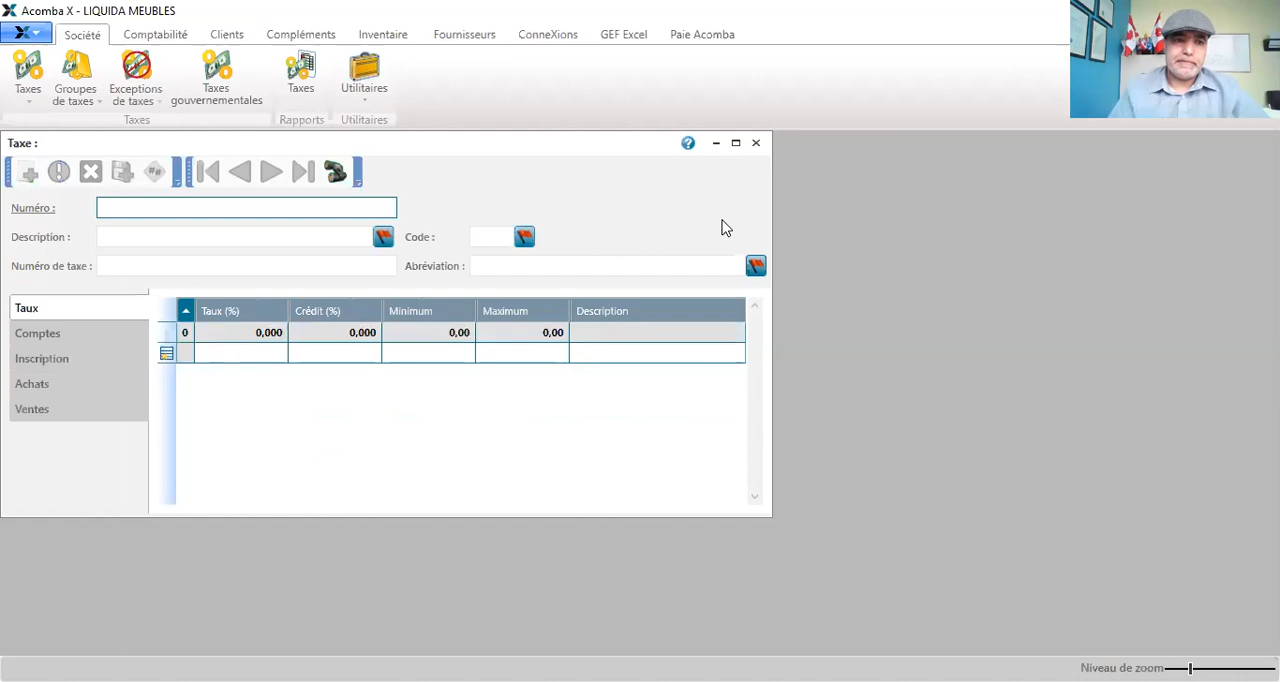 Acomba X - LIQUIDA MEUBLES
Société Comptabilité Clients Compléments Inventaire Fournisseurs ConneXions GEF Excel Paie Acomba
Taxes Groupes de taxes Exceptions de taxes Taxes gouvernementales Taxes Utilitaires
Taxes Rapports Utilitaires
Taxe :
Numéro :
Description : Code :
Numéro de taxe : Abréviation :
Taux
Comptes
Inscription
Achats
Ventes
Taux (%) Crédit (%) Minimum Maximum Description
0 0,000 0,000 0,00 0,00
Niveau de zoom